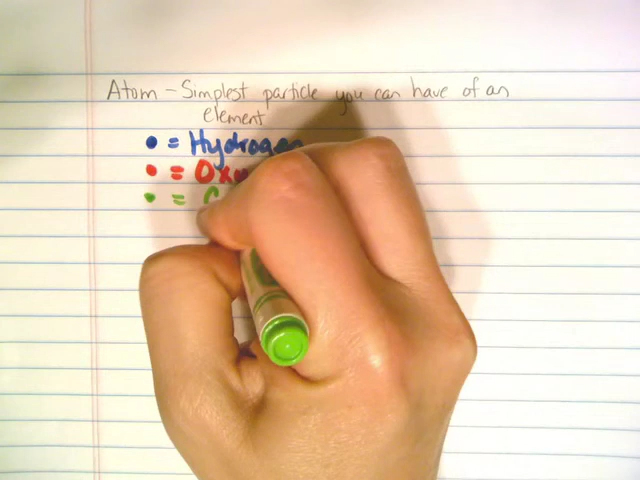 Atom - Simplest particle you can have of an
element
• = Hydrogen
• =
• =